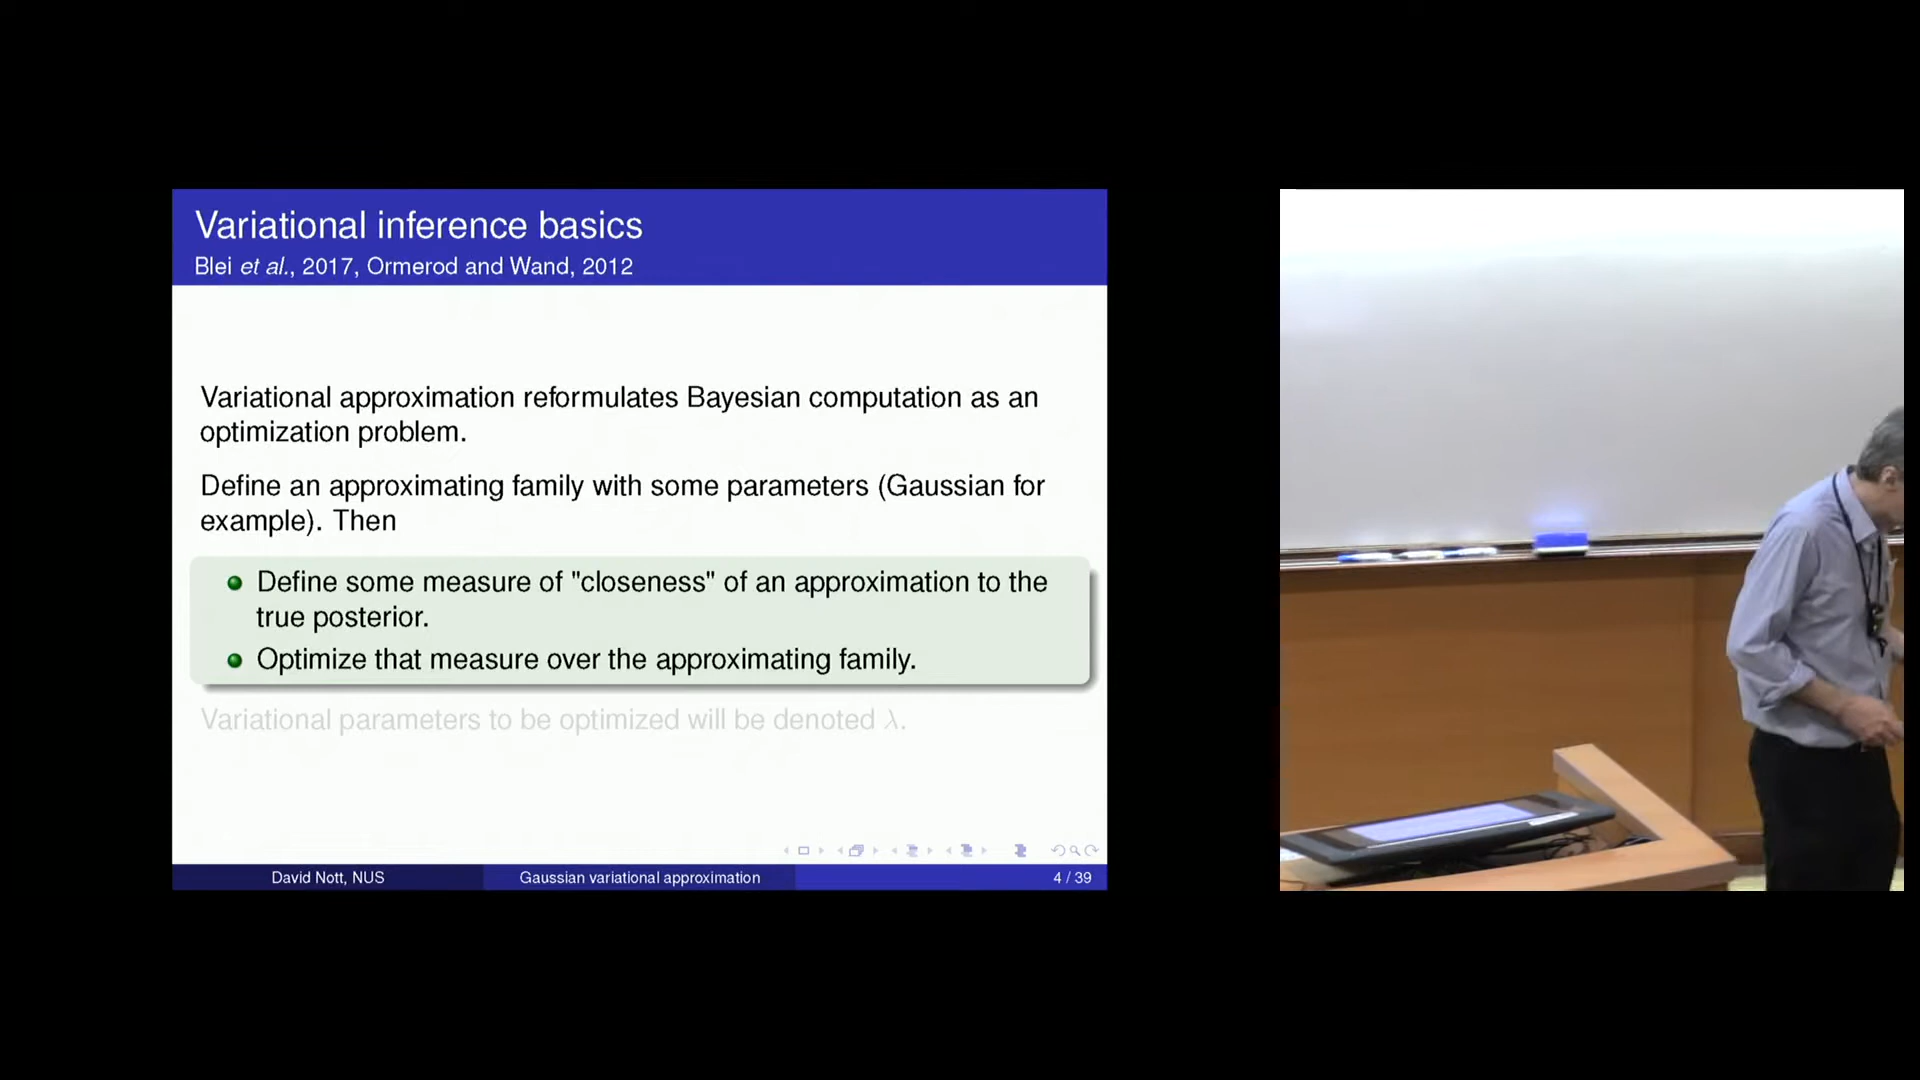 Variational inference basics
Blei et al., 2017, Ormerod and Wand, 2012
Variational approximation reformulates Bayesian computation as an
optimization problem.
Define an approximating family with some parameters (Gaussian for
example). Then
Define some measure of "closeness" of an approximation to the
true posterior.
Optimize that measure over the approximating family.
Variational parameters to be optimized will be denoted λ.
David Nott, NUS
Gaussian variational approximation
4 / 39